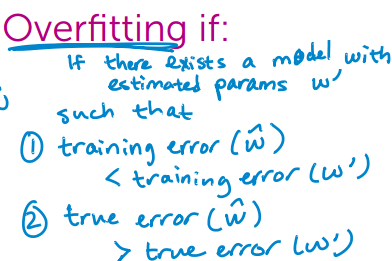 Overfitting if:
If there exists a model with
estimated params w'
such that
① training error (ŵ)
< training error (w')
② true error (ŵ)
> true error (w')